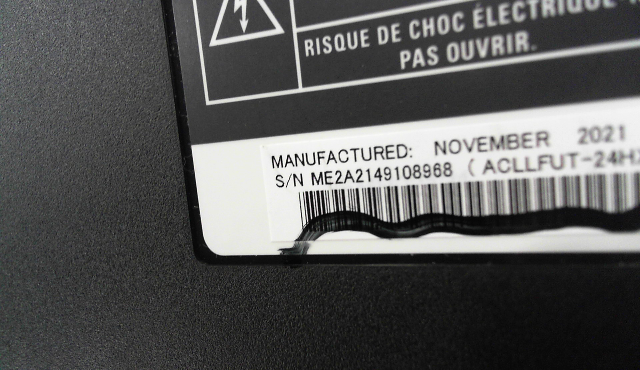 RISQUE DE CHOC ÉLECTRIQUE
PAS OUVRIR.
MANUFACTURED: NOVEMBER 2021
S/N ME2A2149108968 (ACLLFUT-24H